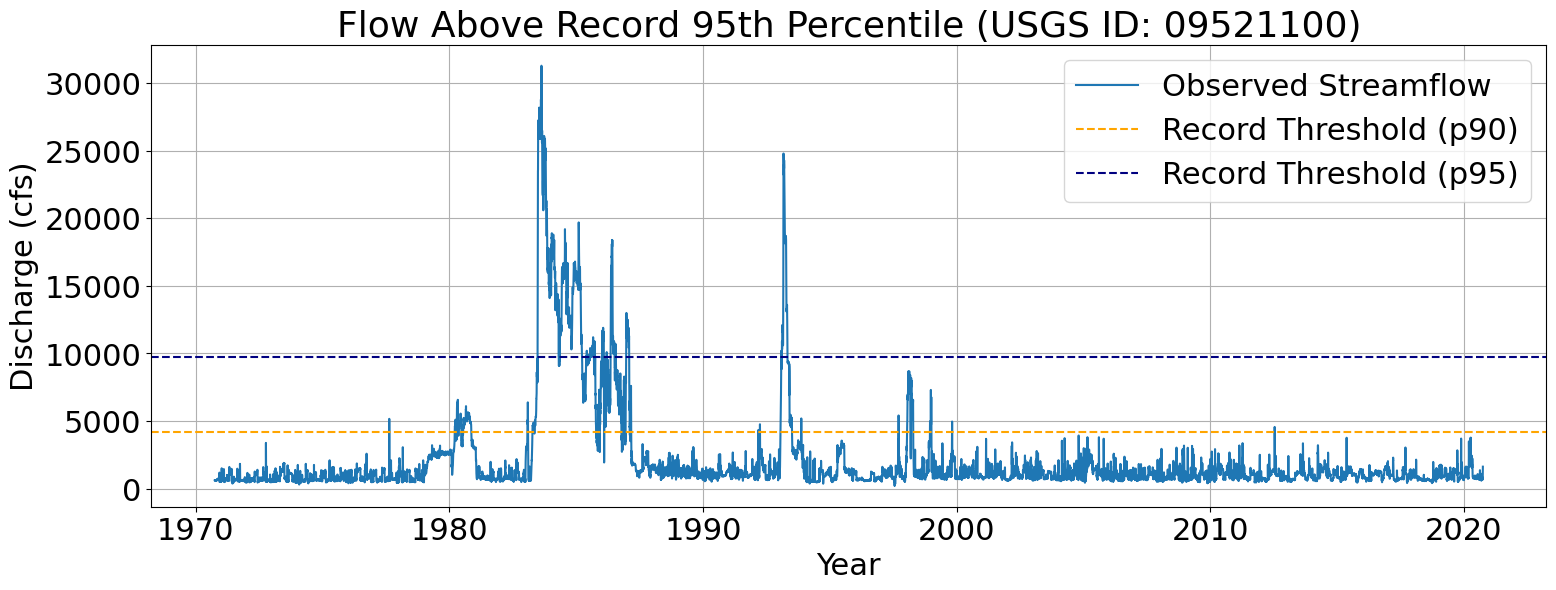 Flow Above Record 95th Percentile (USGS ID: 09521100)
Discharge (cfs)
30000
25000
20000
15000
10000
5000
0
Observed Streamflow
Record Threshold (p90)
Record Threshold (p95)
1970 1980 1990 2000 2010 2020
Year